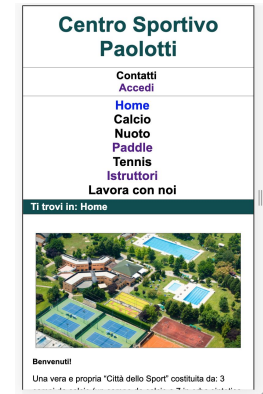 Centro Sportivo
Paolotti
Contatti
Accedi
Home
Calcio
Nuoto
Paddle
Tennis
Istruttori
Lavora con noi
Ti trovi in: Home
Benvenuti!
Una vera e propria “Città dello Sport” costituita da: 3